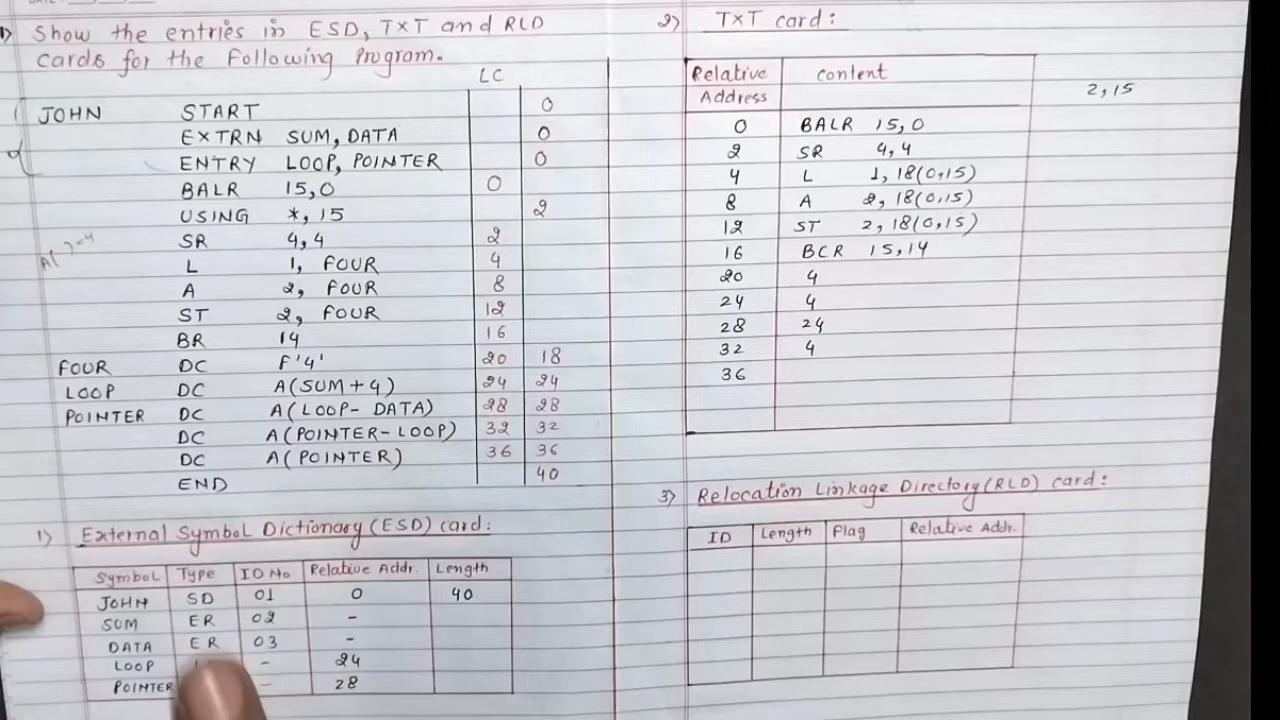 1) Show the entries in ESD, TXT and RLD
cards for the Following Program.
LC
JOHN START 0
EXTRN SUM, DATA 0
ENTRY LOOP, POINTER 0
BALR 15,0 0
USING *, 15 2
SR 4,4 2
L 1, FOUR 4
A 2, FOUR 8
ST 2, FOUR 12
BR 14 16
FOUR DC F'4' 20 18
LOOP DC A(SUM+4) 24 24
POINTER DC A(LOOP-DATA) 28 28
DC A(POINTER-LOOP) 32 32
DC A(POINTER) 36 36
END 40
1) External Symbol Dictionary (ESD) card:
Symbol Type ID No Relative Addr. Length
JOHN SD 01 0 40
SUM ER 02 -
DATA ER 03 -
LOOP - 24
POINTER - 28
2) TXT card:
Relative Address content
0 BALR 15,0
2 SR 4,4
4 L 1, 18(0,15)
8 A 2, 18(0,15)
12 ST 2, 18(0,15)
16 BCR 15,14
20 4
24 4
28 24
32 4
36
2,15
3) Relocation Linkage Directory (RLD) card:
ID Length Flag Relative Addr.